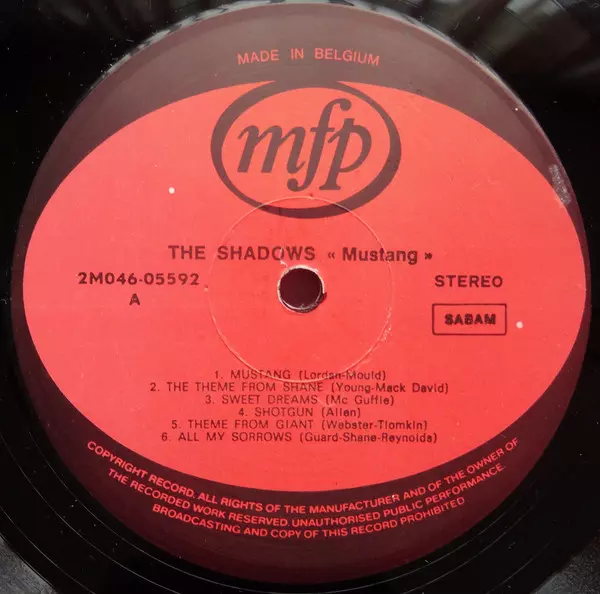 MADE IN BELGIUM
mfp
THE SHADOWS « Mustang »
2M046-05592
A
STEREO
SABAM
1. MUSTANG (Lordan-Mould)
2. THE THEME FROM SHANE (Young-Mack David)
3. SWEET DREAMS (Mc Guffie)
4. SHOTGUN (Allen)
5. THEME FROM GIANT (Webster-Tiomkin)
6. ALL MY SORROWS (Guard-Shane-Reynolds)
COPYRIGHT RECORD. ALL RIGHTS OF THE MANUFACTURER AND OF THE OWNER OF
THE RECORDED WORK RESERVED. UNAUTHORISED PUBLIC PERFORMANCE.
BROADCASTING AND COPY OF THIS RECORD PROHIBITED